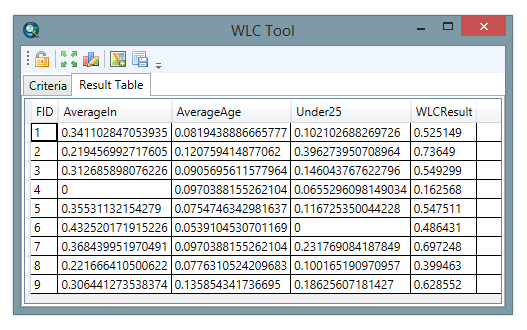 WLC Tool
Criteria Result Table
FID AverageIn AverageAge Under25 WLCResult
1 0.341102847053935 0.0819438886665777 0.102102688269726 0.525149
2 0.219456992717605 0.120759414877062 0.396273950708964 0.73649
3 0.312685898076226 0.0905695611577964 0.146043767622796 0.549299
4 0 0.0970388155262104 0.0655296098149034 0.162568
5 0.35531132154279 0.0754746342981637 0.116725350044228 0.547511
6 0.432520171915226 0.0539104530701169 0 0.486431
7 0.368439951970491 0.0970388155262104 0.231769084187849 0.697248
8 0.221666410500622 0.0776310524209683 0.100165190970957 0.399463
9 0.306441273538374 0.135854341736695 0.18625607181427 0.628552